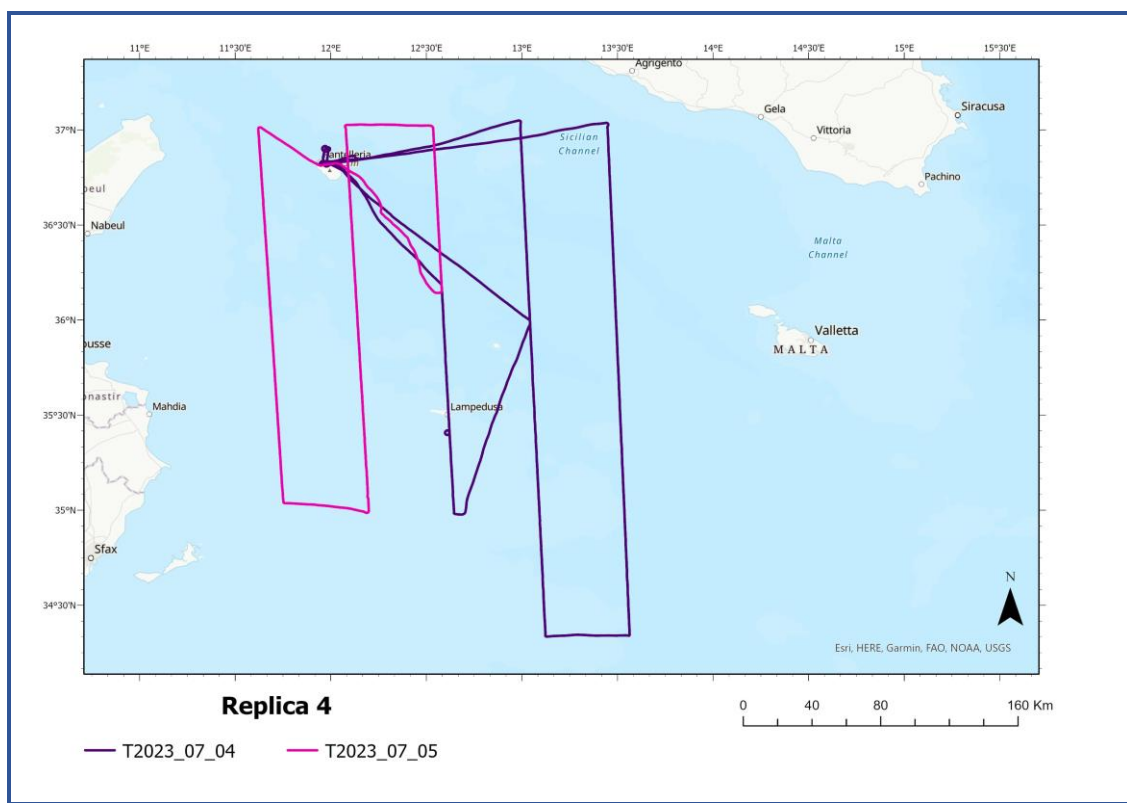 11°E 11°30'E 12°E 12°30'E 13°E 13°30'E 14°E 14°30'E 15°E 15°30'E
Agrigento
37°N
Gela
Siracusa
Sicilian
Channel
Vittoria
Pachino
36°30'N
Nabeul
Malta
Channel
36°N
Valletta
MALTA
35°30'N
Mahdia
Lampedusa
35°N
Sfax
34°30'N
N
Esri, HERE, Garmin, FAO, NOAA, USGS
Replica 4
0 40 80 160 Km
T2023_07_04 T2023_07_05